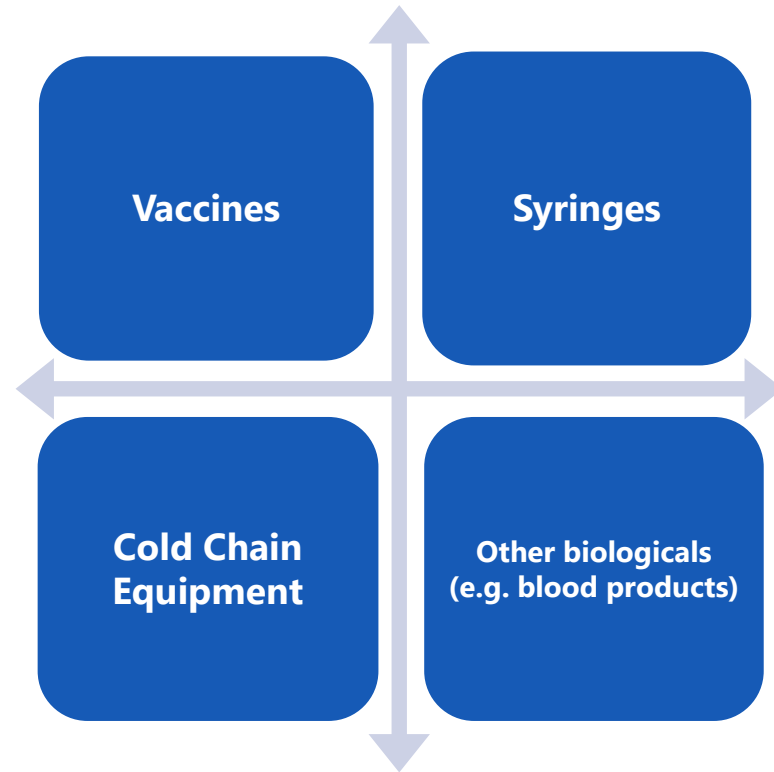 Vaccines
Syringes
Cold Chain
Equipment
Other biologicals
(e.g. blood products)